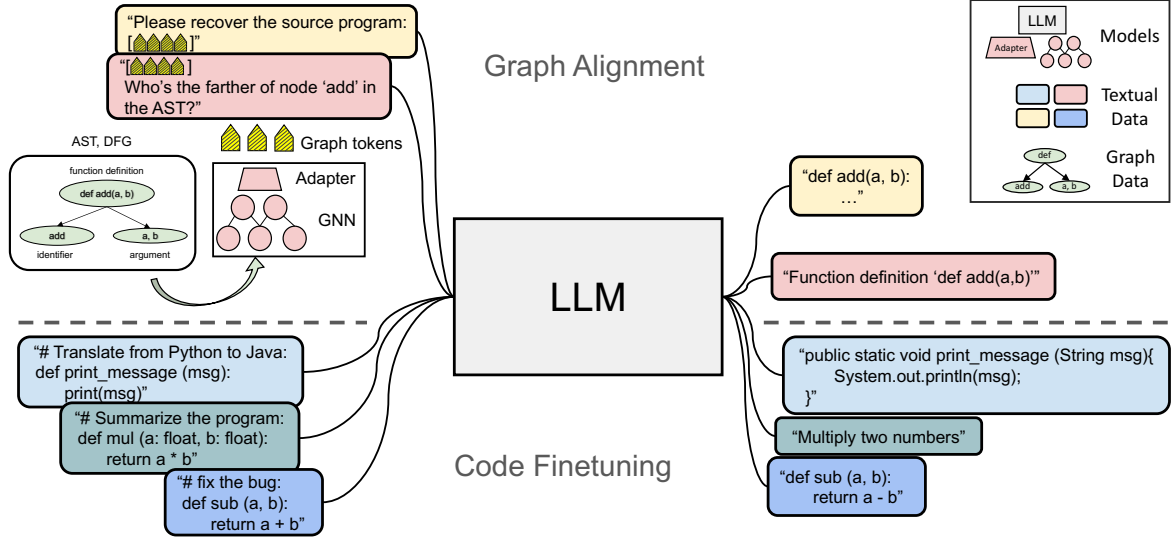 “Please recover the source program:
[ ]”
“[ ]
Who’s the farther of node ‘add’ in
the AST?”
Graph Alignment
AST, DFG
function definition
def add(a, b)
add
a, b
identifier
argument
Graph tokens
Adapter
GNN
LLM
“def add(a, b):
…”
“Function definition ‘def add(a,b)’”
LLM
Adapter
Models
Textual
Data
def
add
a, b
Graph
Data
“# Translate from Python to Java:
def print_message (msg):
print(msg)”
“# Summarize the program:
def mul (a: float, b: float):
return a * b”
“# fix the bug:
def sub (a, b):
return a + b”
Code Finetuning
“public static void print_message (String msg){
System.out.println(msg);
}”
“Multiply two numbers”
“def sub (a, b):
return a - b”